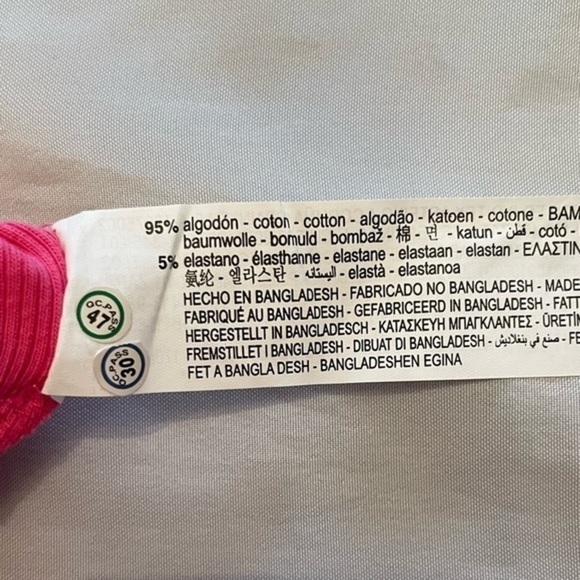 95% algodón - coton - cotton - algodão - katoen - cotone - BAM
baumwolle - bomuld - bombaž - 棉 - 면 - katun - قطن - cotó -
5% elastano - élasthanne - elastane - elastaan - elastan - ΕΛΑΣΤΙΝ
氨纶 - 엘라스탄 - اليستانه - elastà - elastanoa
HECHO EN BANGLADESH - FABRICADO NO BANGLADESH - MADE
FABRIQUÉ AU BANGLADESH - GEFABRICEERD IN BANGLADESH - FATT
HERGESTELLT IN BANGLADESCH - ΚΑΤΑΣΚΕΥΗ ΜΠΑΓΚΛΑΝΤΕΣ - ÜRETİM
FREMSTILLET I BANGLADESH - DIBUAT DI BANGLADESH - صنع في بنغلاديش - FE
FET A BANGLA DESH - BANGLADESHEN EGINA
QC.PASS
47
QC.PASS
30